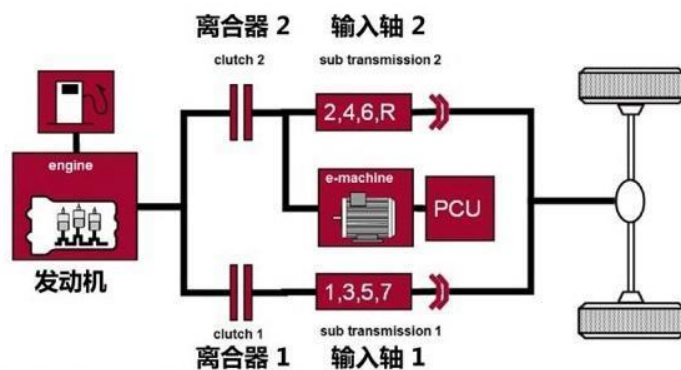 离合器 2
输入轴 2
clutch 2
sub transmission 2
2,4,6,R
engine
e-machine
PCU
发动机
1,3,5,7
clutch 1
sub transmission 1
离合器 1
输入轴 1